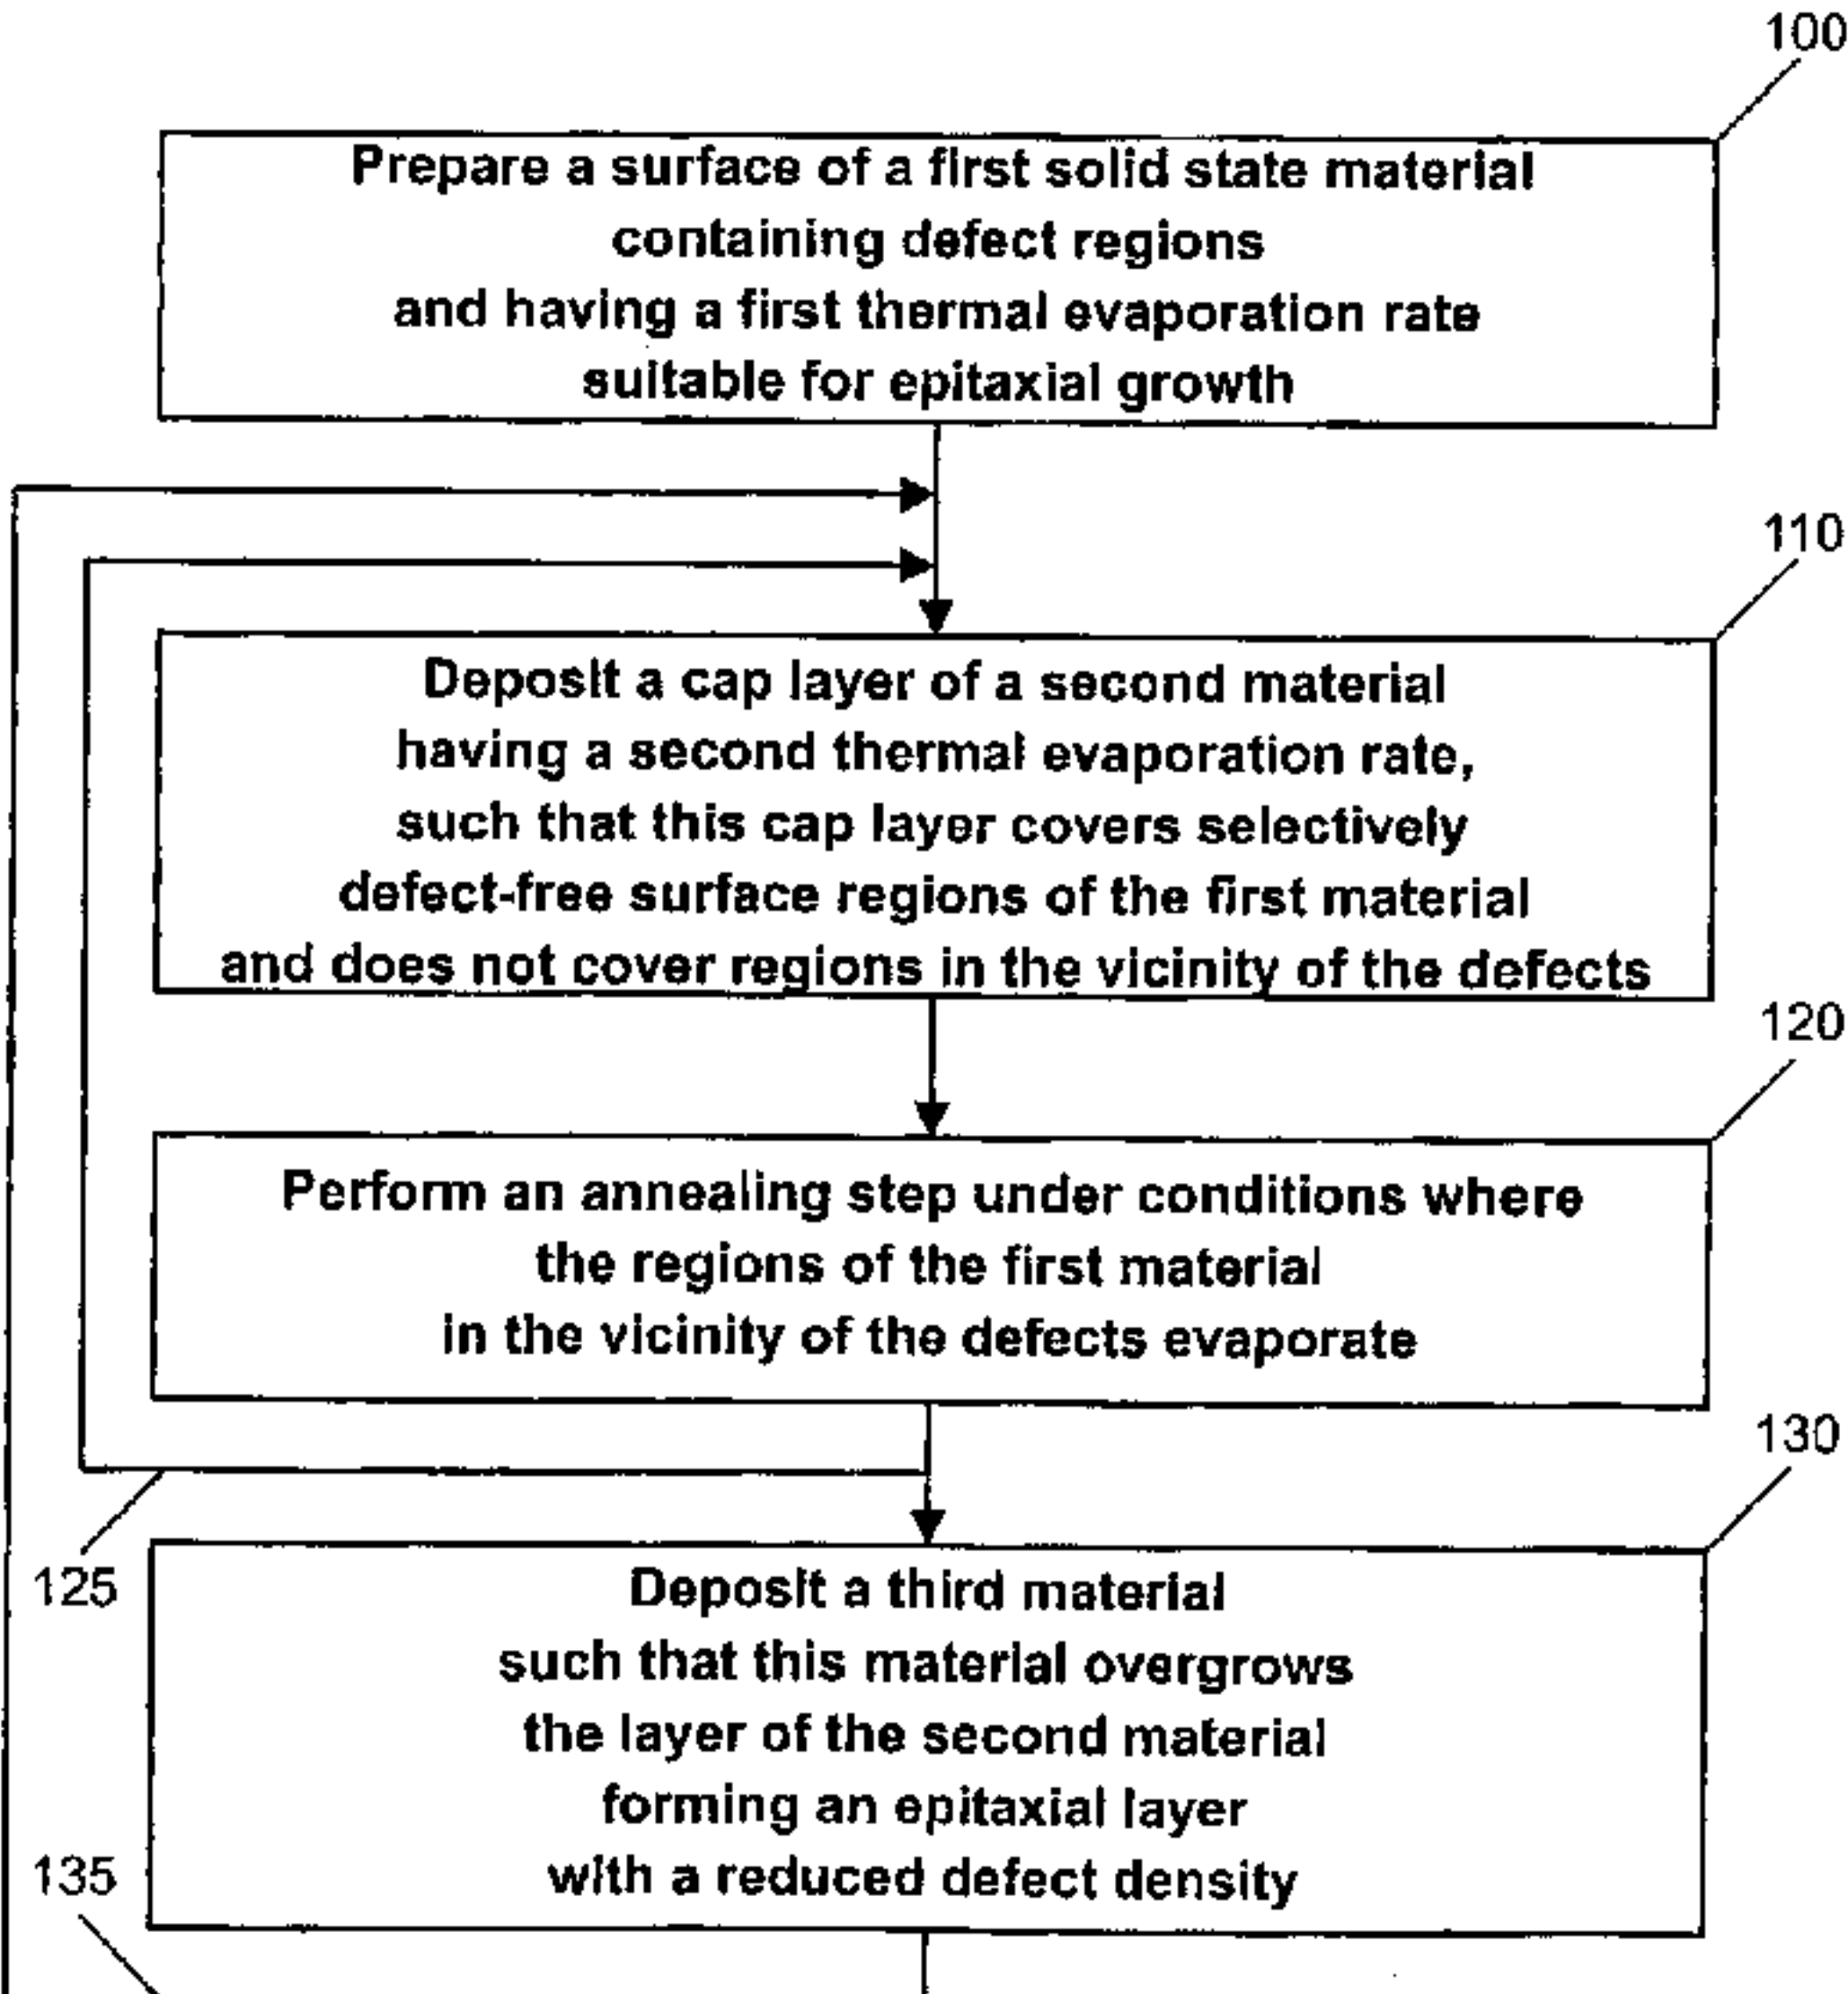 100
Prepare a surface of a first solid state material
containing defect regions
and having a first thermal evaporation rate
suitable for epitaxial growth
110
Deposit a cap layer of a second material
having a second thermal evaporation rate,
such that this cap layer covers selectively
defect-free surface regions of the first material
and does not cover regions in the vicinity of the defects
120
Perform an annealing step under conditions where
the regions of the first material
in the vicinity of the defects evaporate
125
130
Deposit a third material
such that this material overgrows
the layer of the second material
forming an epitaxial layer
with a reduced defect density
135